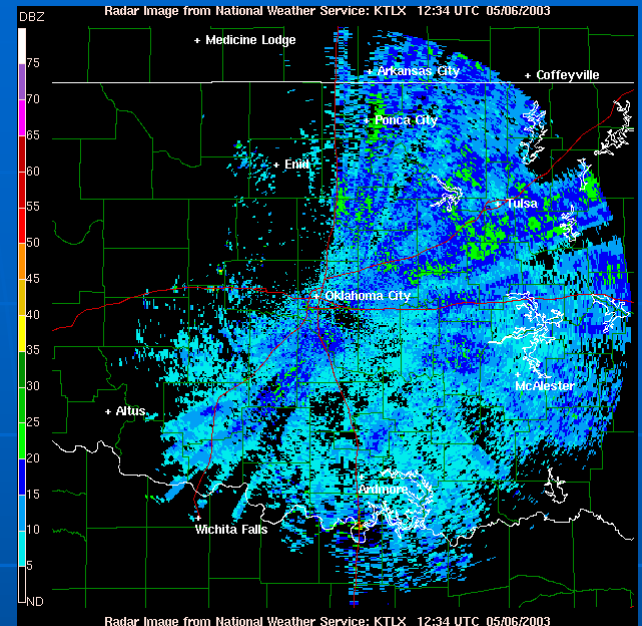 DBZ
Radar Image from National Weather Service: KTLX 12:34 UTC 05/06/2003
75
70
65
60
55
50
45
40
35
30
25
20
15
10
5
ND
Medicine Lodge
Arkansas City
Coffeyville
Ponca City
Enid
Tulsa
Oklahoma City
McAlester
Altus
Ardmore
Wichita Falls
Radar Image from National Weather Service: KTLX 12:34 UTC 05/06/2003